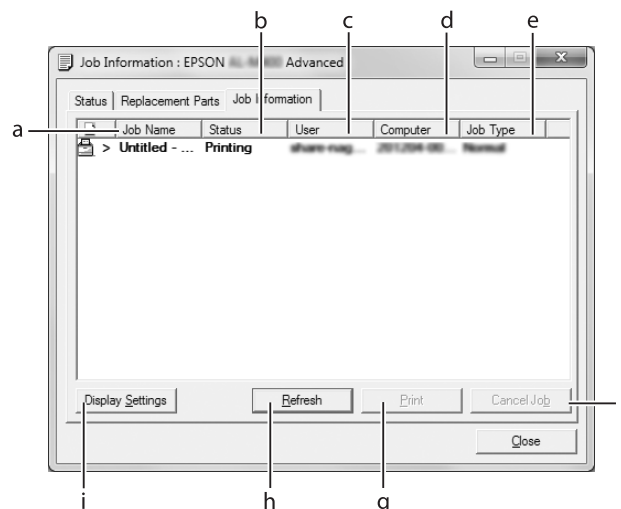 b c d e
Job Information : EPSON Advanced
Status Replacement Parts Job Information
a Job Name Status User Computer Job Type
> Untitled - ... Printing
Display Settings Refresh Print Cancel Job
Close
i h g